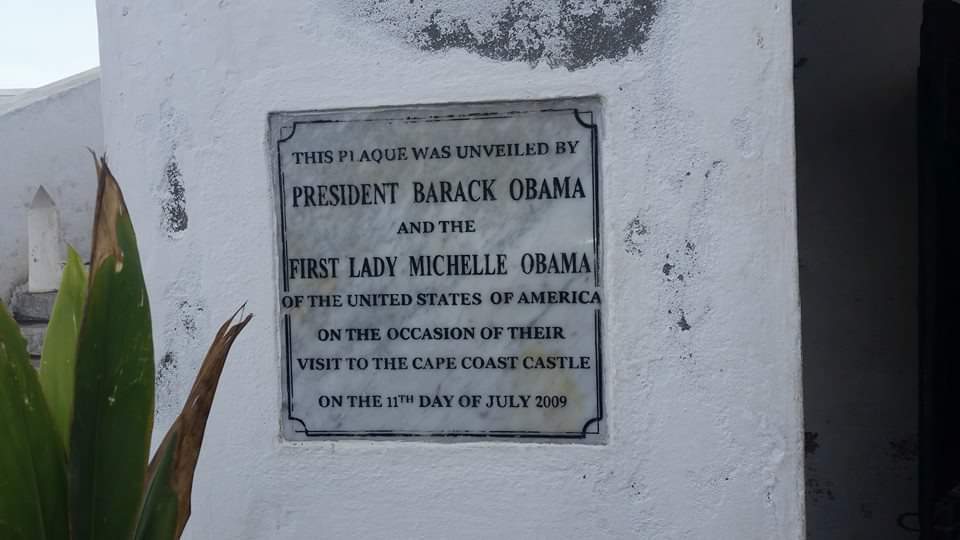 THIS PLAQUE WAS UNVEILED BY
PRESIDENT BARACK OBAMA
AND THE
FIRST LADY MICHELLE OBAMA
OF THE UNITED STATES OF AMERICA
ON THE OCCASION OF THEIR
VISIT TO THE CAPE COAST CASTLE
ON THE 11TH DAY OF JULY 2009